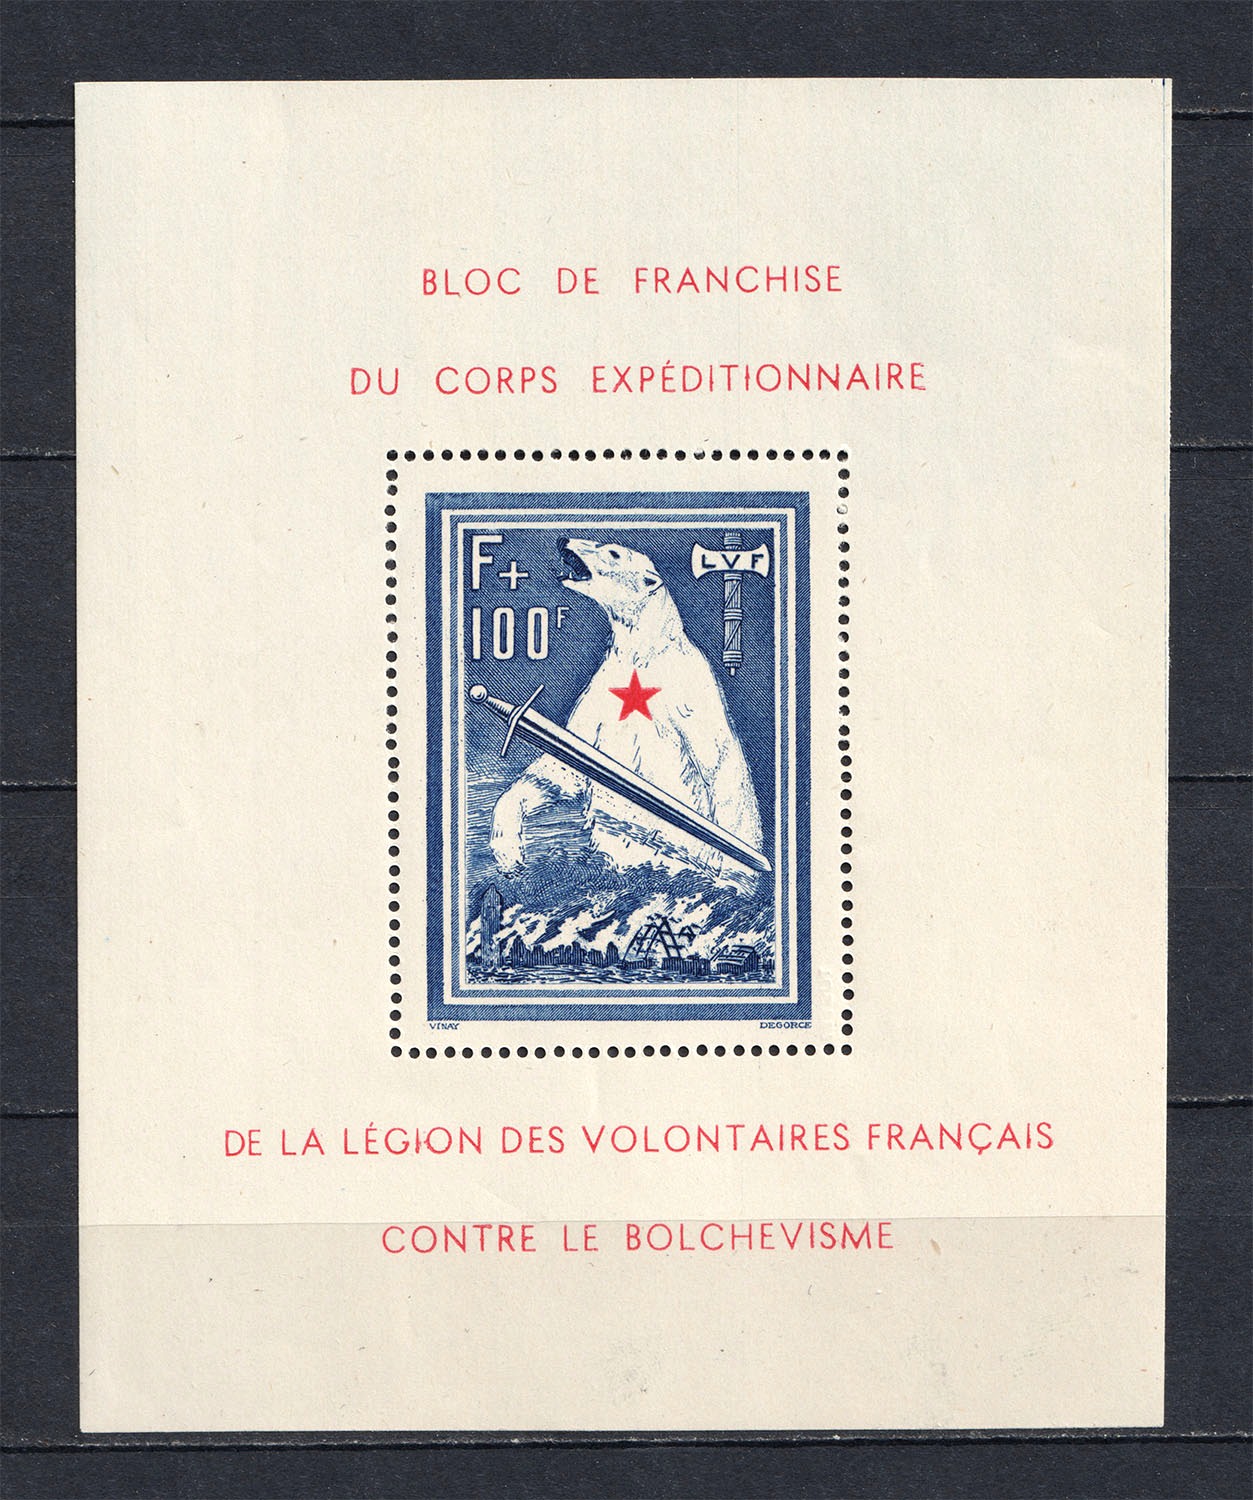 BLOC DE FRANCHISE
DU CORPS EXPÉDITIONNAIRE
F+
100F
LVF
VINAY
DEGORCE
DE LA LÉGION DES VOLONTAIRES FRANÇAIS
CONTRE LE BOLCHEVISME